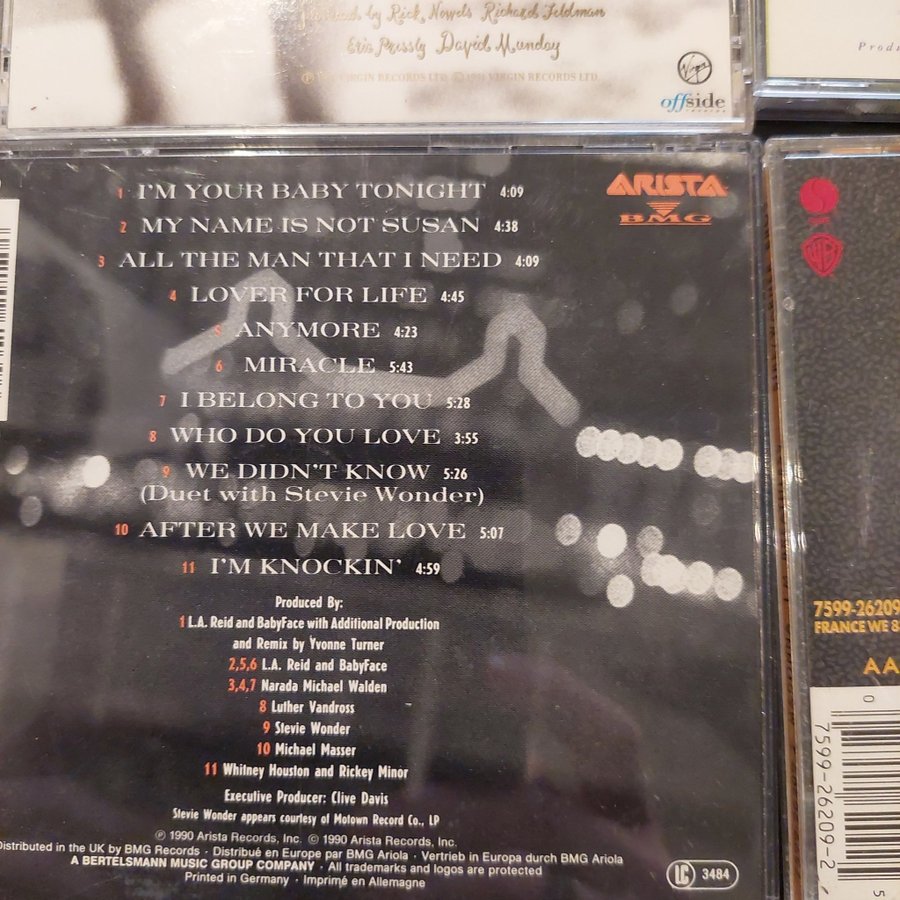 Produced by Rick Nowels Richard Feldman
Eric Pressly David Munday
VIRGIN RECORDS LTD. © 1991 VIRGIN RECORDS LTD.
Virgin
offside
1 I'M YOUR BABY TONIGHT 4:09
2 MY NAME IS NOT SUSAN 4:38
3 ALL THE MAN THAT I NEED 4:09
4 LOVER FOR LIFE 4:45
5 ANYMORE 4:23
6 MIRACLE 5:43
7 I BELONG TO YOU 5:28
8 WHO DO YOU LOVE 3:55
9 WE DIDN'T KNOW 5:26
(Duet with Stevie Wonder)
10 AFTER WE MAKE LOVE 5:07
11 I'M KNOCKIN' 4:59
ARISTA
BMG
Produced By:
1 L.A. Reid and BabyFace with Additional Production
and Remix by Yvonne Turner
2,5,6 L.A. Reid and BabyFace
3,4,7 Narada Michael Walden
8 Luther Vandross
9 Stevie Wonder
10 Michael Masser
11 Whitney Houston and Rickey Minor
Executive Producer: Clive Davis
Stevie Wonder appears courtesy of Motown Record Co., LP
℗ 1990 Arista Records, Inc. © 1990 Arista Records, Inc.
Distributed in the UK by BMG Records · Distribué en Europe par BMG Ariola · Vertrieb in Europa durch BMG Ariola
A BERTELSMANN MUSIC GROUP COMPANY · All trademarks and logos are protected
Printed in Germany · Imprimé en Allemagne
LC 3484
7599-26209
FRANCE WE 8
AA
0 7599-26209-2 5